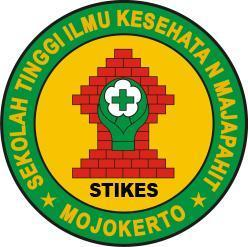 SEKOLAH TINGGI ILMU KESEHATAN MAJAPAHIT
STIKES
MOJOKERTO